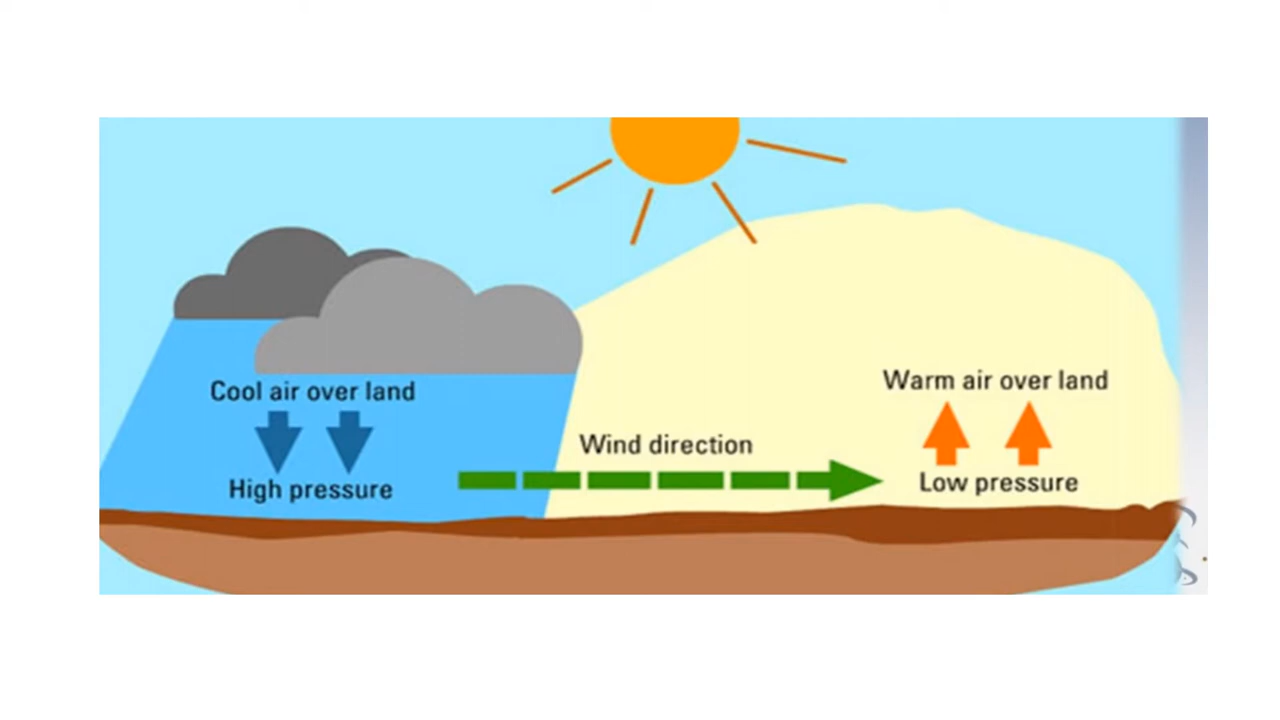 Cool air over land
High pressure
Wind direction
Warm air over land
Low pressure